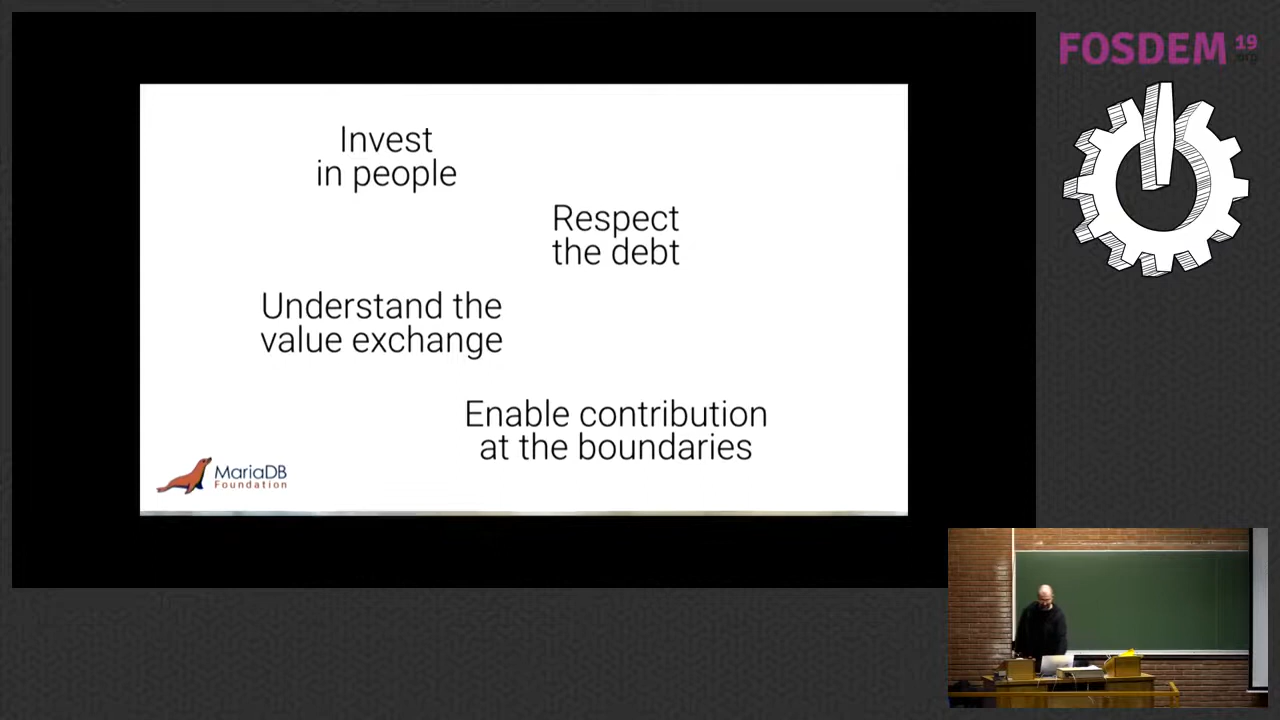 FOSDEM 19
.org
Invest
in people
Respect
the debt
Understand the
value exchange
Enable contribution
at the boundaries
MariaDB
Foundation